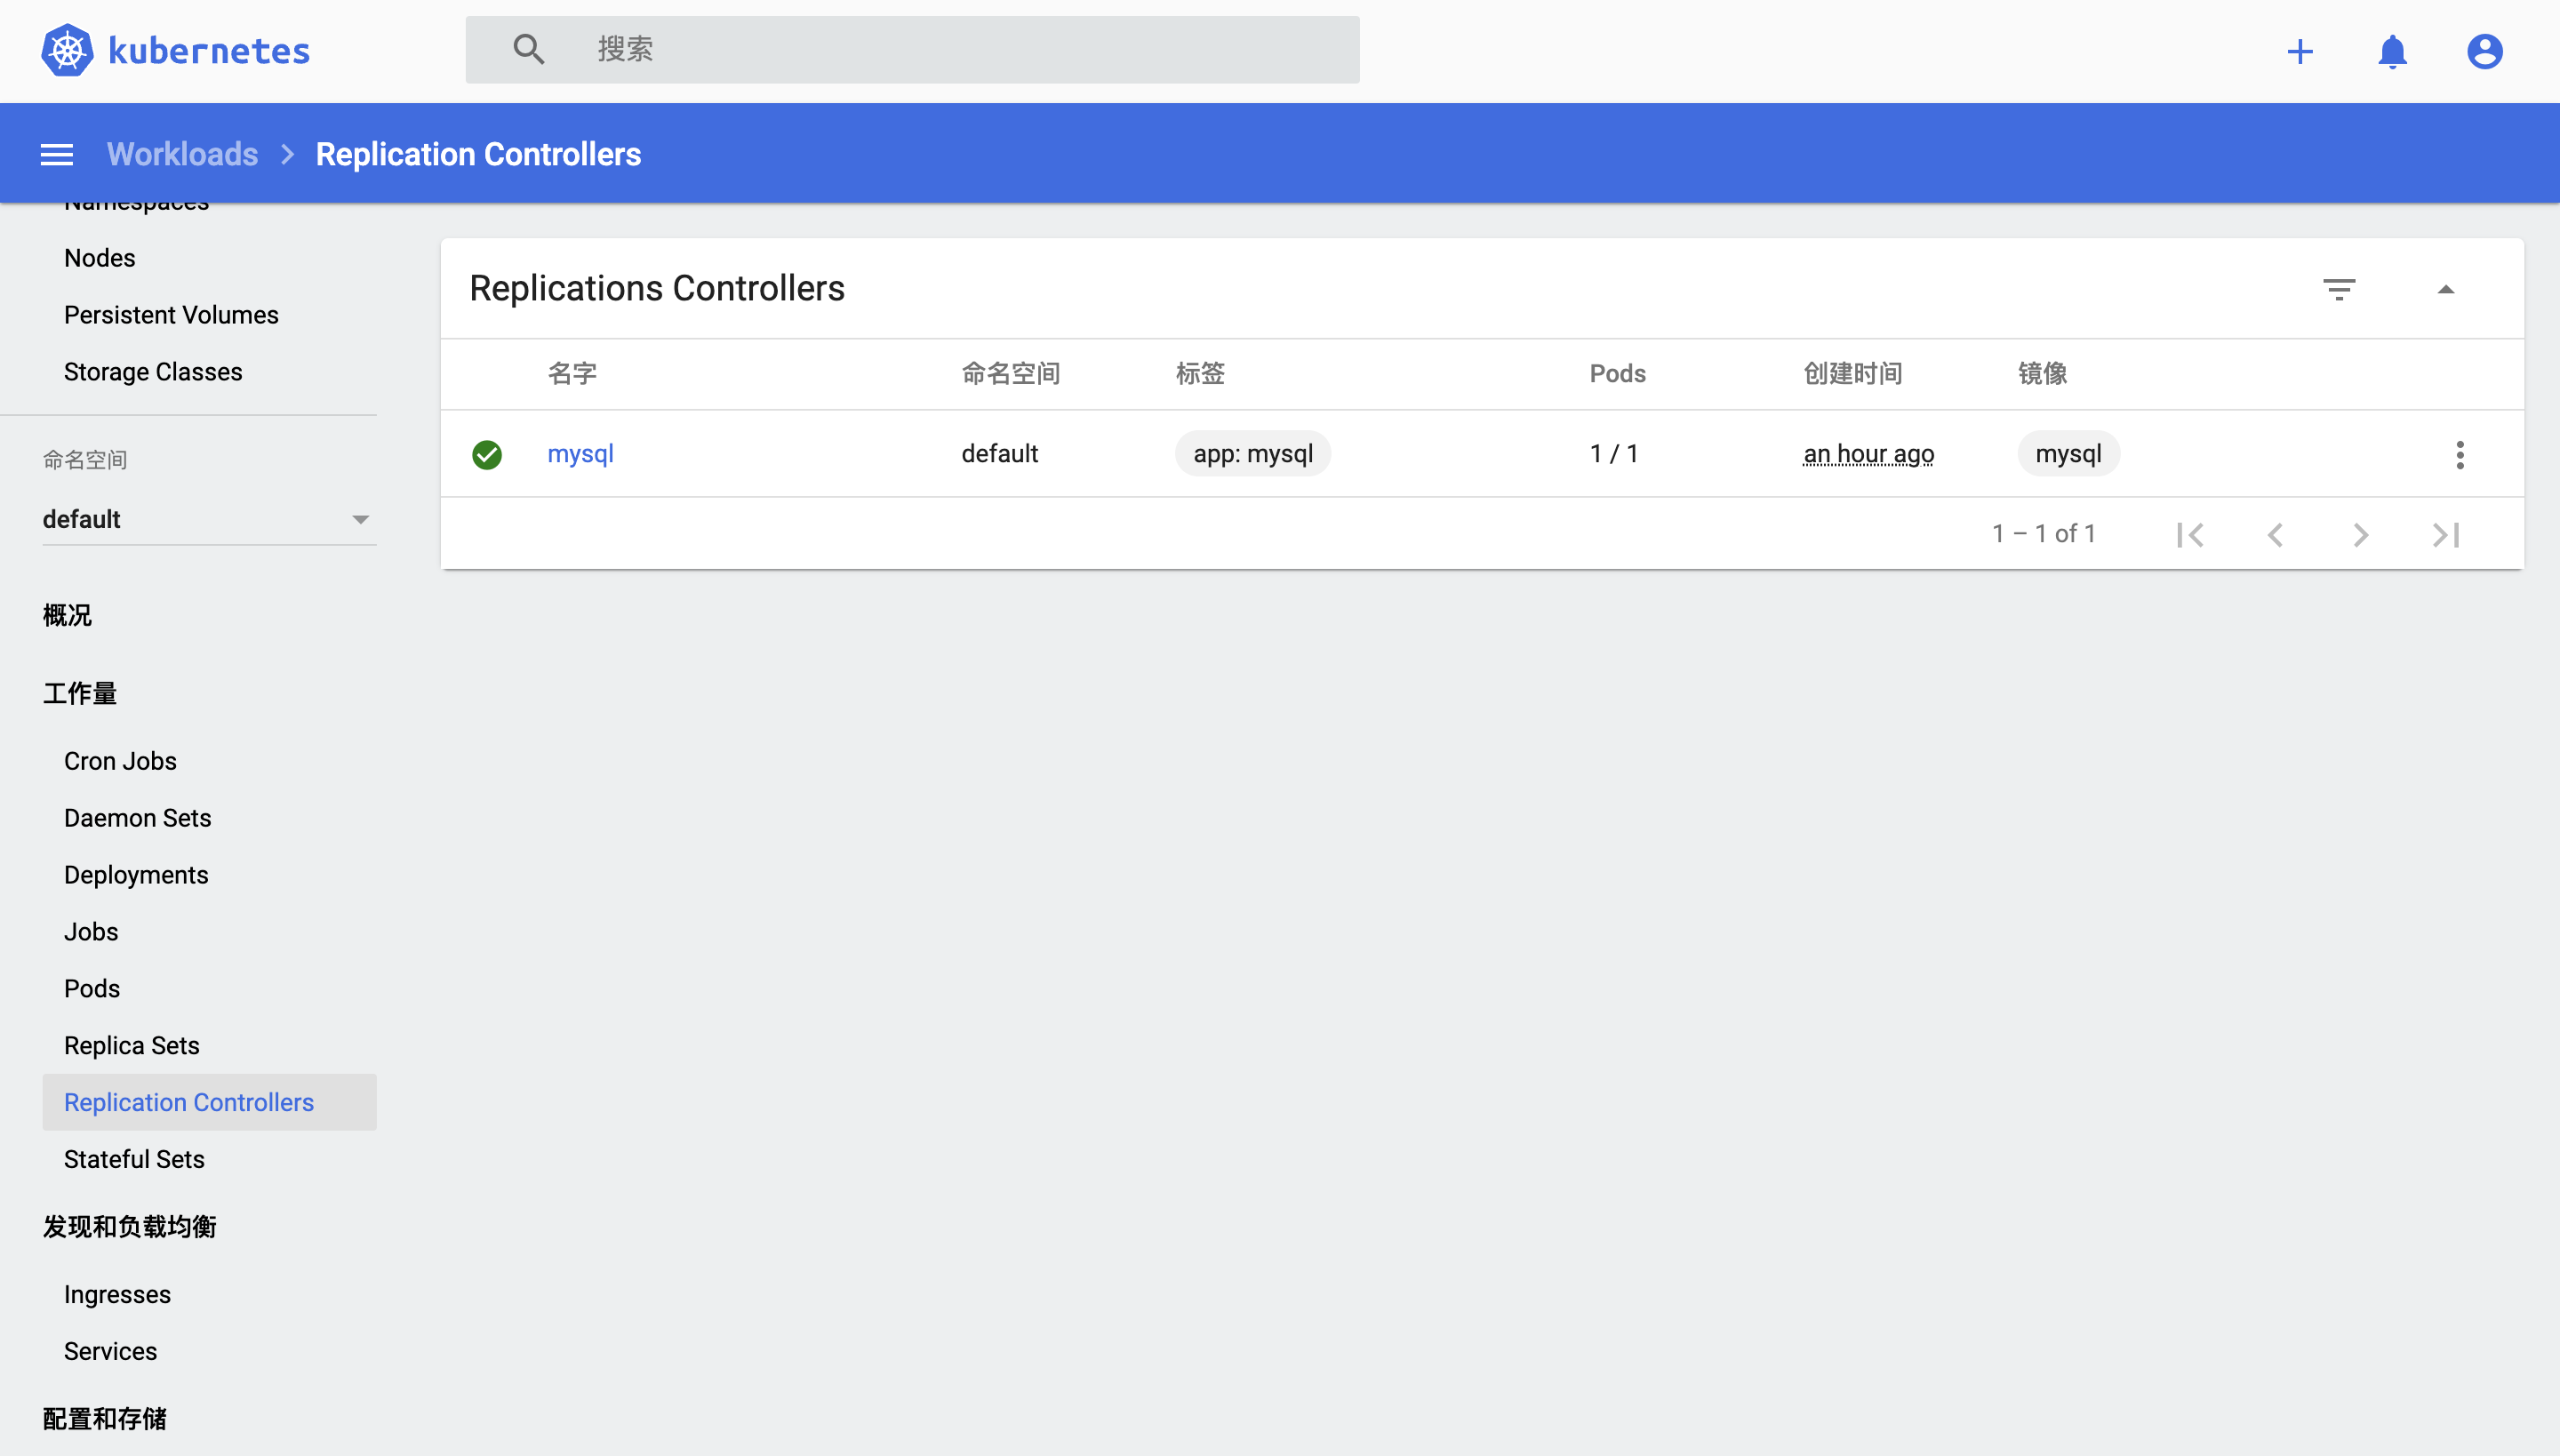 kubernetes
搜索
Workloads
Replication Controllers
Namespaces
Nodes
Persistent Volumes
Storage Classes
命名空间
default
概况
工作量
Cron Jobs
Daemon Sets
Deployments
Jobs
Pods
Replica Sets
Replication Controllers
Stateful Sets
发现和负载均衡
Ingresses
Services
配置和存储
Replications Controllers
名字 命名空间 标签 Pods 创建时间 镜像
mysql default app: mysql 1 / 1 an hour ago mysql
1 – 1 of 1